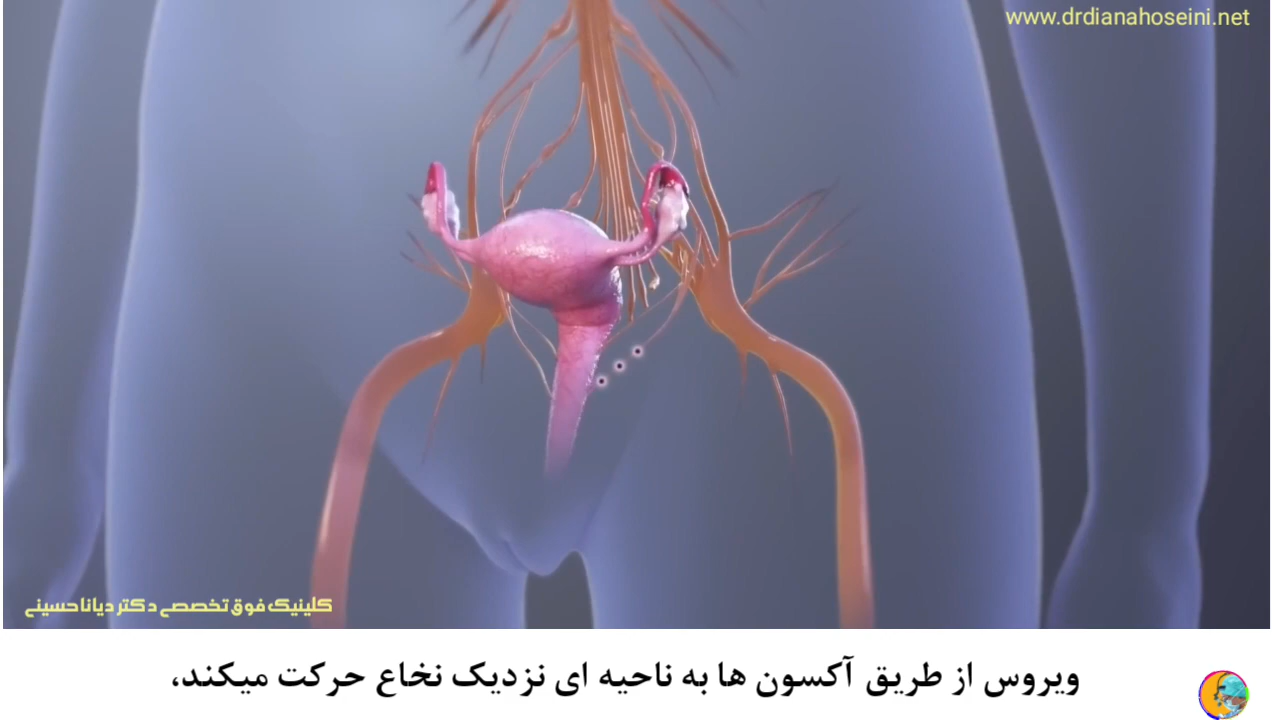 www.drdianahoseini.net
کلینیک فوق تخصصی دکتر دیانا حسینی
ویروس از طریق آکسون ها به ناحیه ای نزدیک نخاع حرکت میکند،